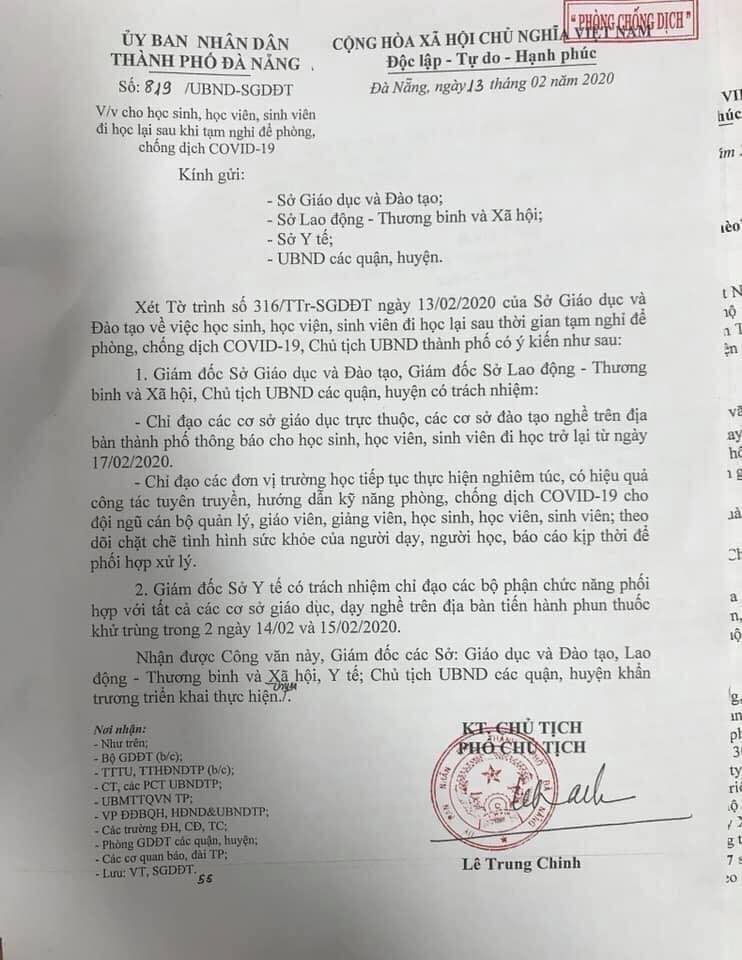 "PHÒNG CHỐNG DỊCH"
ỦY BAN NHÂN DÂN
THÀNH PHỐ ĐÀ NẴNG
CỘNG HÒA XÃ HỘI CHỦ NGHĨA VIỆT NAM
Độc lập - Tự do - Hạnh phúc
Số: 819 /UBND-SGDĐT
Đà Nẵng, ngày 13 tháng 02 năm 2020
V/v cho học sinh, học viên, sinh viên
đi học lại sau khi tạm nghỉ để phòng,
chống dịch COVID-19
Kính gửi:
- Sở Giáo dục và Đào tạo;
- Sở Lao động - Thương binh và Xã hội;
- Sở Y tế;
- UBND các quận, huyện.
Xét Tờ trình số 316/TTr-SGDĐT ngày 13/02/2020 của Sở Giáo dục và
Đào tạo về việc học sinh, học viện, sinh viên đi học lại sau thời gian tạm nghỉ để
phòng, chống dịch COVID-19, Chủ tịch UBND thành phố có ý kiến như sau:
1. Giám đốc Sở Giáo dục và Đào tạo, Giám đốc Sở Lao động - Thương
binh và Xã hội, Chủ tịch UBND các quận, huyện có trách nhiệm:
- Chỉ đạo các cơ sở giáo dục trực thuộc, các cơ sở đào tạo nghề trên địa
bàn thành phố thông báo cho học sinh, học viên, sinh viên đi học trở lại từ ngày
17/02/2020.
- Chỉ đạo các đơn vị trường học tiếp tục thực hiện nghiêm túc, có hiệu quả
công tác tuyên truyền, hướng dẫn kỹ năng phòng, chống dịch COVID-19 cho
đội ngũ cán bộ quản lý, giáo viên, giảng viên, học sinh, học viên, sinh viên; theo
dõi chặt chẽ tình hình sức khỏe của người dạy, người học, báo cáo kịp thời để
phối hợp xử lý.
2. Giám đốc Sở Y tế có trách nhiệm chỉ đạo các bộ phận chức năng phối
hợp với tất cả các cơ sở giáo dục, dạy nghề trên địa bàn tiến hành phun thuốc
khử trùng trong 2 ngày 14/02 và 15/02/2020.
Nhận được Công văn này, Giám đốc các Sở: Giáo dục và Đào tạo, Lao
động - Thương binh và Xã hội, Y tế; Chủ tịch UBND các quận, huyện khẩn
trương triển khai thực hiện./.
Nơi nhận:
- Như trên;
- Bộ GDĐT (b/c);
- TTTU, TTHĐNDTP (b/c);
- CT, các PCT UBNDTP;
- UBMTTQVN TP;
- VP ĐĐBQH, HĐND&UBNDTP;
- Các trường ĐH, CĐ, TC;
- Phòng GDĐT các quận, huyện;
- Các cơ quan báo, đài TP;
- Lưu: VT, SGDĐT.
55
KT. CHỦ TỊCH
PHÓ CHỦ TỊCH
Lê Trung Chinh